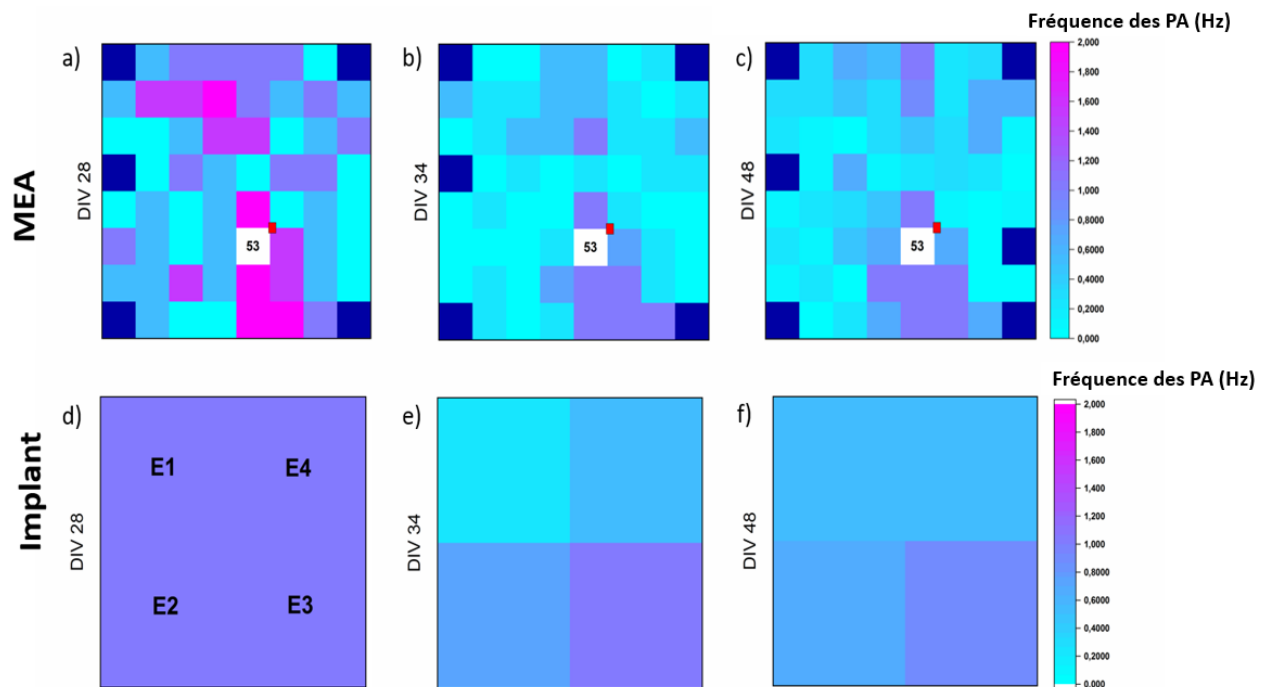 Fréquence des PA (Hz)
MEA
a)
DIV 28
53
b)
DIV 34
53
c)
DIV 48
53
2,000
1,800
1,600
1,400
1,200
1,000
0,8000
0,6000
0,4000
0,2000
0,000
Fréquence des PA (Hz)
Implant
d)
DIV 28
E1 E4
E2 E3
e)
DIV 34
f)
DIV 48
2,000
1,800
1,600
1,400
1,200
1,000
0,8000
0,6000
0,4000
0,2000
0,000